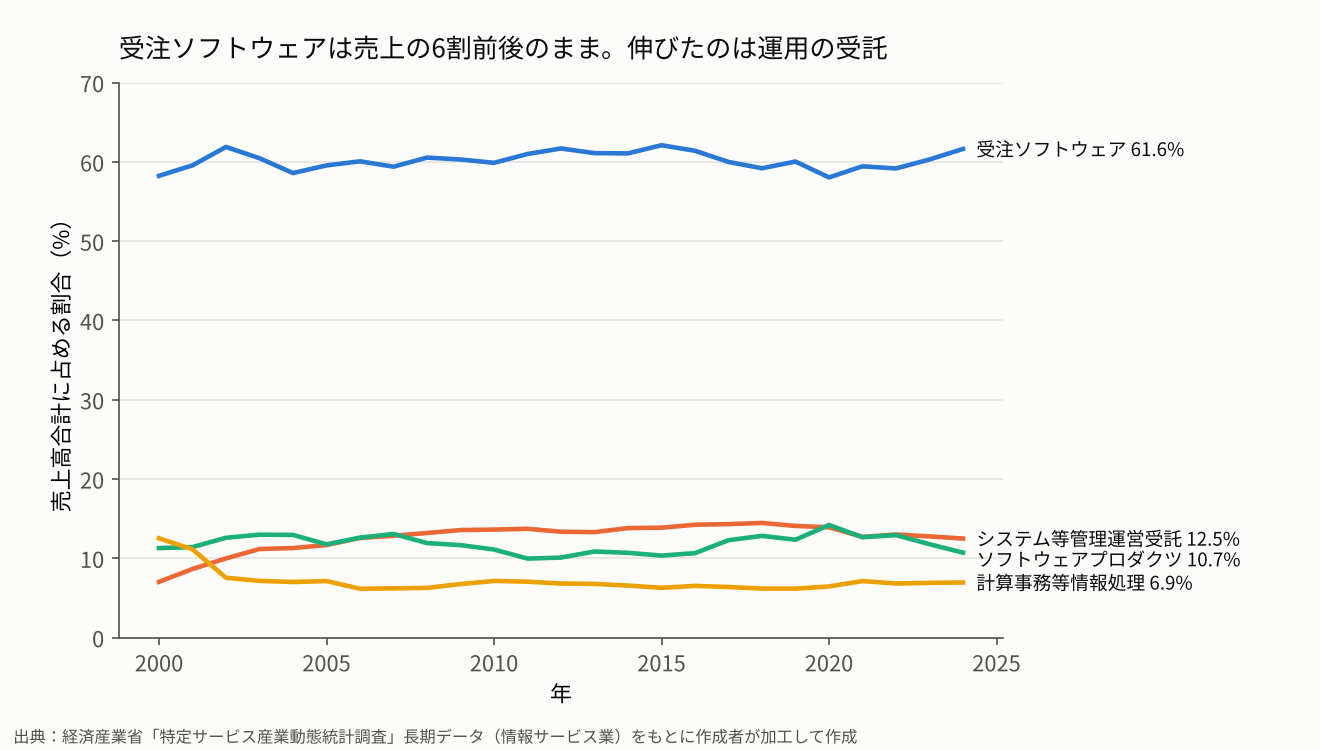 受注ソフトウェアは売上の6割前後のまま。伸びたのは運用の受託
売上高合計に占める割合（%）
70
60
50
40
30
20
10
0
受注ソフトウェア 61.6%
システム等管理運営受託 12.5%
ソフトウェアプロダクツ 10.7%
計算事務等情報処理 6.9%
2000 2005 2010 2015 2020 2025
年
出典：経済産業省「特定サービス産業動態統計調査」長期データ（情報サービス業）をもとに作成者が加工して作成